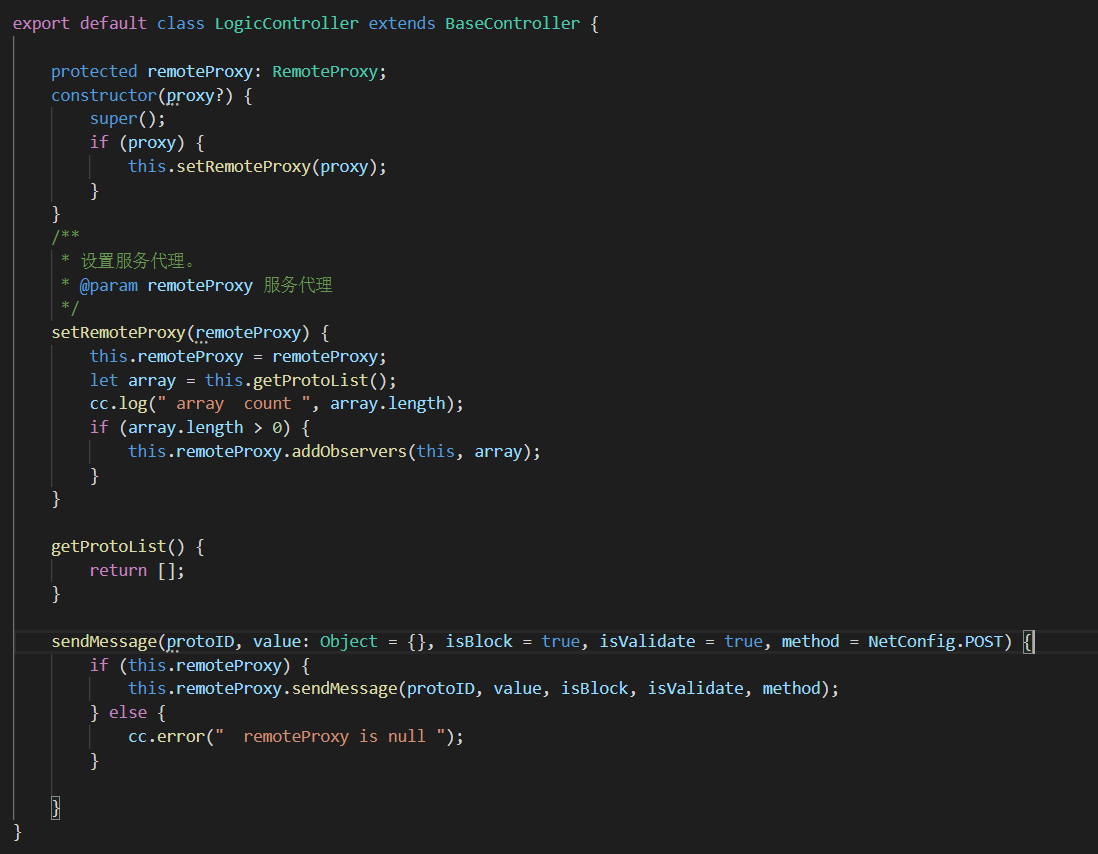 export default class LogicController extends BaseController {
    protected remoteProxy: RemoteProxy;
    constructor(proxy?) {
        super();
        if (proxy) {
            this.setRemoteProxy(proxy);
        }
    }
    /**
     * 设置服务代理。
     * @param remoteProxy 服务代理
     */
    setRemoteProxy(remoteProxy) {
        this.remoteProxy = remoteProxy;
        let array = this.getProtoList();
        cc.log(" array  count ", array.length);
        if (array.length > 0) {
            this.remoteProxy.addObservers(this, array);
        }
    }
    getProtoList() {
        return [];
    }
    sendMessage(protoID, value: Object = {}, isBlock = true, isValidate = true, method = NetConfig.POST) {
        if (this.remoteProxy) {
            this.remoteProxy.sendMessage(protoID, value, isBlock, isValidate, method);
        } else {
            cc.error("  remoteProxy is null ");
        }
    }
}